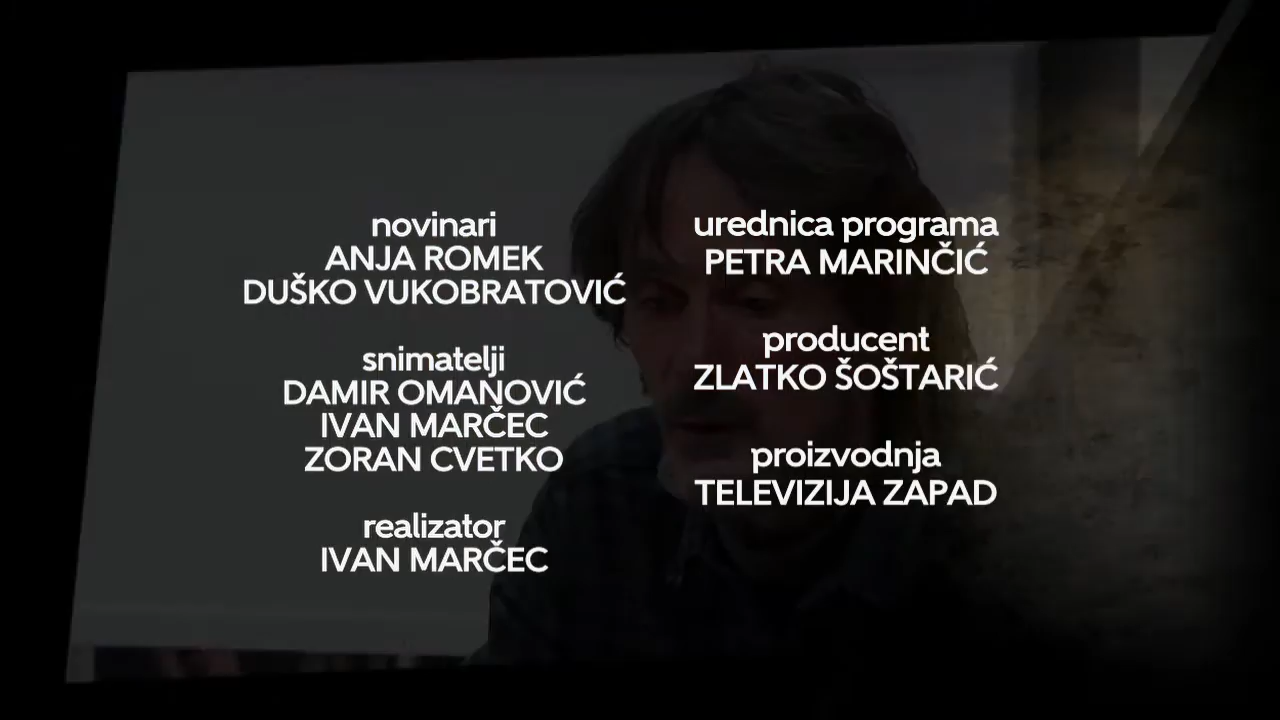 novinari
ANJA ROMEK
DUŠKO VUKOBRATOVIĆ
snimatelji
DAMIR OMANOVIĆ
IVAN MARČEC
ZORAN CVETKO
realizator
IVAN MARČEC
urednica programa
PETRA MARINČIĆ
producent
ZLATKO ŠOŠTARIĆ
proizvodnja
TELEVIZIJA ZAPAD